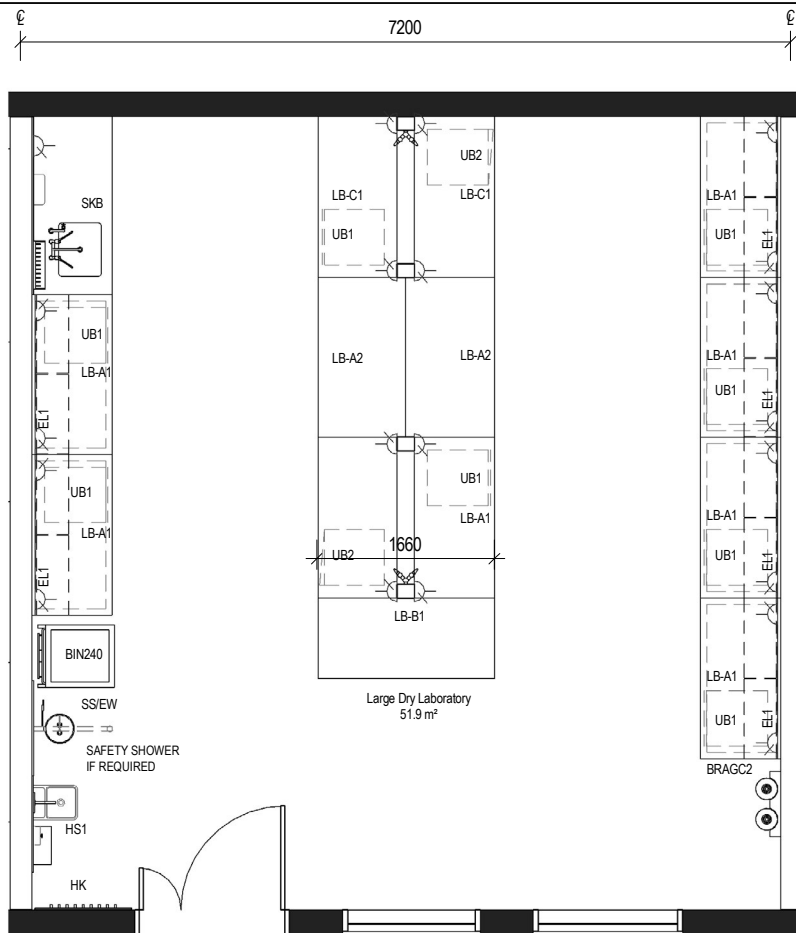 ℄
℄
7200
SKB
LB-C1
UB1
UB2
LB-C1
LB-A1
UB1
EL1
UB1
LB-A1
EL1
LB-A2
LB-A2
LB-A1
UB1
EL1
UB1
LB-A1
EL1
UB1
LB-A1
UB2
1660
LB-B1
LB-A1
UB1
EL1
LB-A1
UB1
EL1
BIN240
SS/EW
SAFETY SHOWER
IF REQUIRED
Large Dry Laboratory
51.9 m²
BRAGC2
HS1
HK